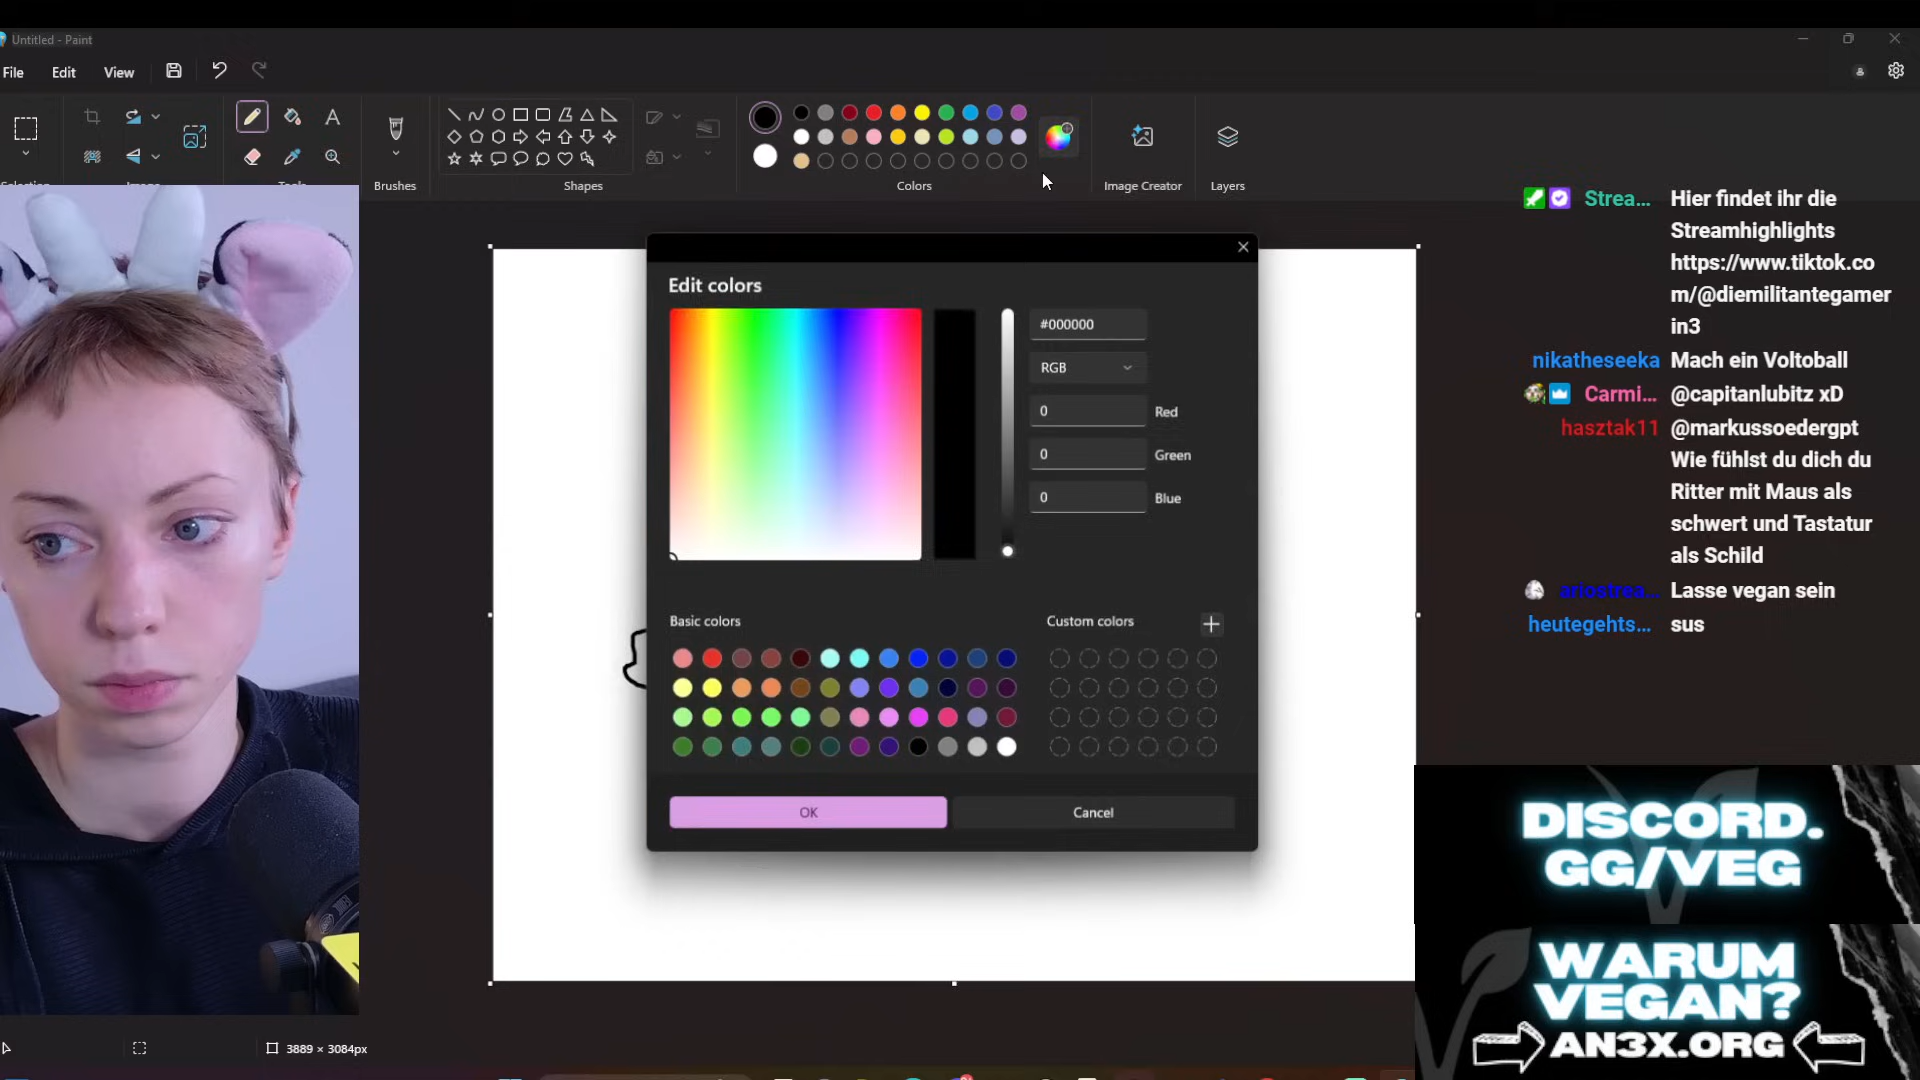 Untitled - Paint
File Edit View
Selection Image Tools Brushes Shapes Colors Image Creator Layers
Edit colors
#000000
RGB
0 Red
0 Green
0 Blue
Basic colors
Custom colors
OK
Cancel
Strea... Hier findet ihr die
Streamhighlights
https://www.tiktok.co
m/@diemilitantegamer
in3
nikatheseeka Mach ein Voltoball
Carmi... @capitanlubitz xD
hasztak11 @markussoedergpt
Wie fühlst du dich du
Ritter mit Maus als
schwert und Tastatur
als Schild
ariostrea... Lasse vegan sein
heutegehts... sus
DISCORD.
GG/VEG
WARUM
VEGAN?
AN3X.ORG
3889 × 3084px